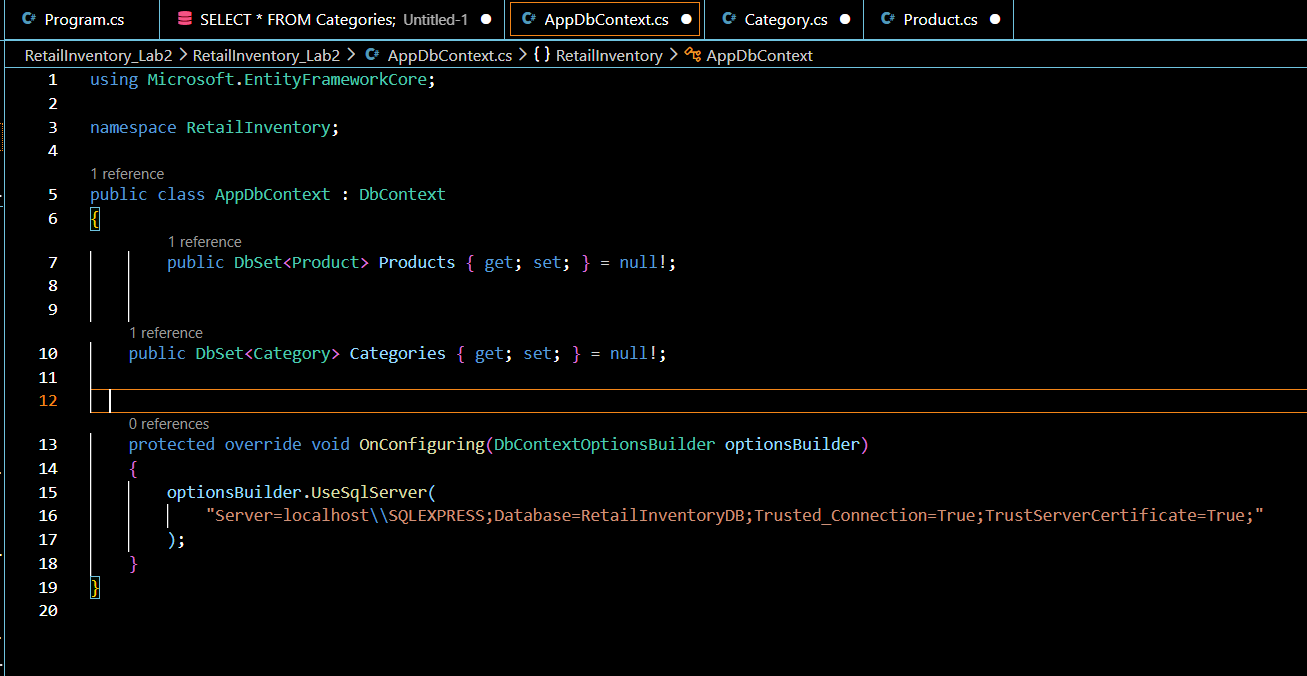 C# Program.cs SELECT * FROM Categories; Untitled-1 ● C# AppDbContext.cs ● C# Category.cs ● C# Product.cs ●
RetailInventory_Lab2 > RetailInventory_Lab2 > C# AppDbContext.cs > {} RetailInventory > AppDbContext
1 using Microsoft.EntityFrameworkCore;
2
3 namespace RetailInventory;
4
1 reference
5 public class AppDbContext : DbContext
6 {
1 reference
7 public DbSet<Product> Products { get; set; } = null!;
8
9
1 reference
10 public DbSet<Category> Categories { get; set; } = null!;
11
12
0 references
13 protected override void OnConfiguring(DbContextOptionsBuilder optionsBuilder)
14 {
15 optionsBuilder.UseSqlServer(
16 "Server=localhost\\SQLEXPRESS;Database=RetailInventoryDB;Trusted_Connection=True;TrustServerCertificate=True;"
17 );
18 }
19 }
20